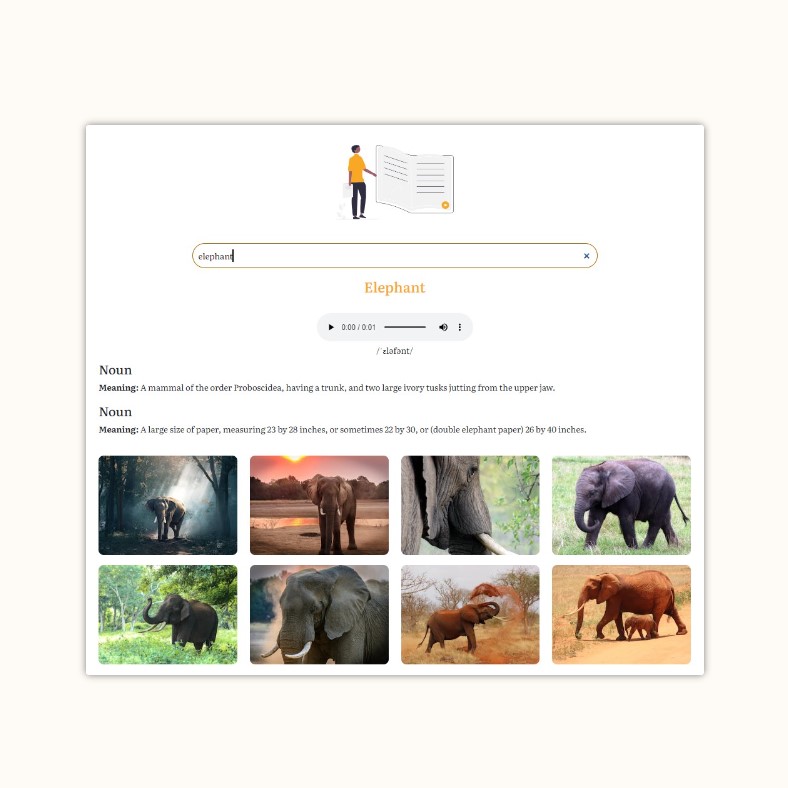 elephant
Elephant
0:00 / 0:01
/ˈɛləfənt/
Noun
Meaning: A mammal of the order Proboscidea, having a trunk, and two large ivory tusks jutting from the upper jaw.
Noun
Meaning: A large size of paper, measuring 23 by 28 inches, or sometimes 22 by 30, or (double elephant paper) 26 by 40 inches.